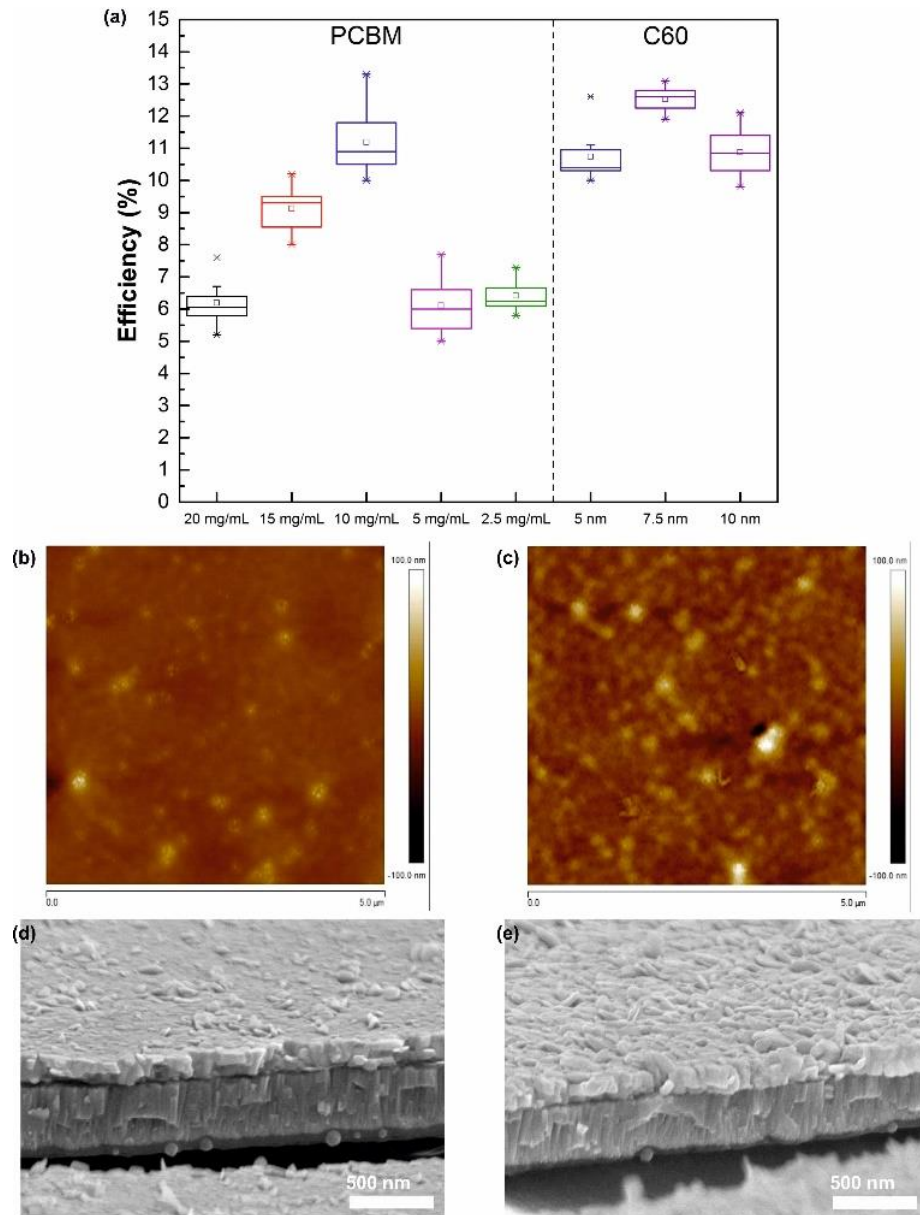 (a)
PCBM C60
Efficiency (%)
15
14
13
12
11
10
9
8
7
6
5
4
3
2
1
0
20 mg/mL 15 mg/mL 10 mg/mL 5 mg/mL 2.5 mg/mL 5 nm 7.5 nm 10 nm
(b)
100.0 nm
-100.0 nm
0.0 5.0 µm
(c)
100.0 nm
-100.0 nm
0.0 5.0 µm
(d)
500 nm
(e)
500 nm